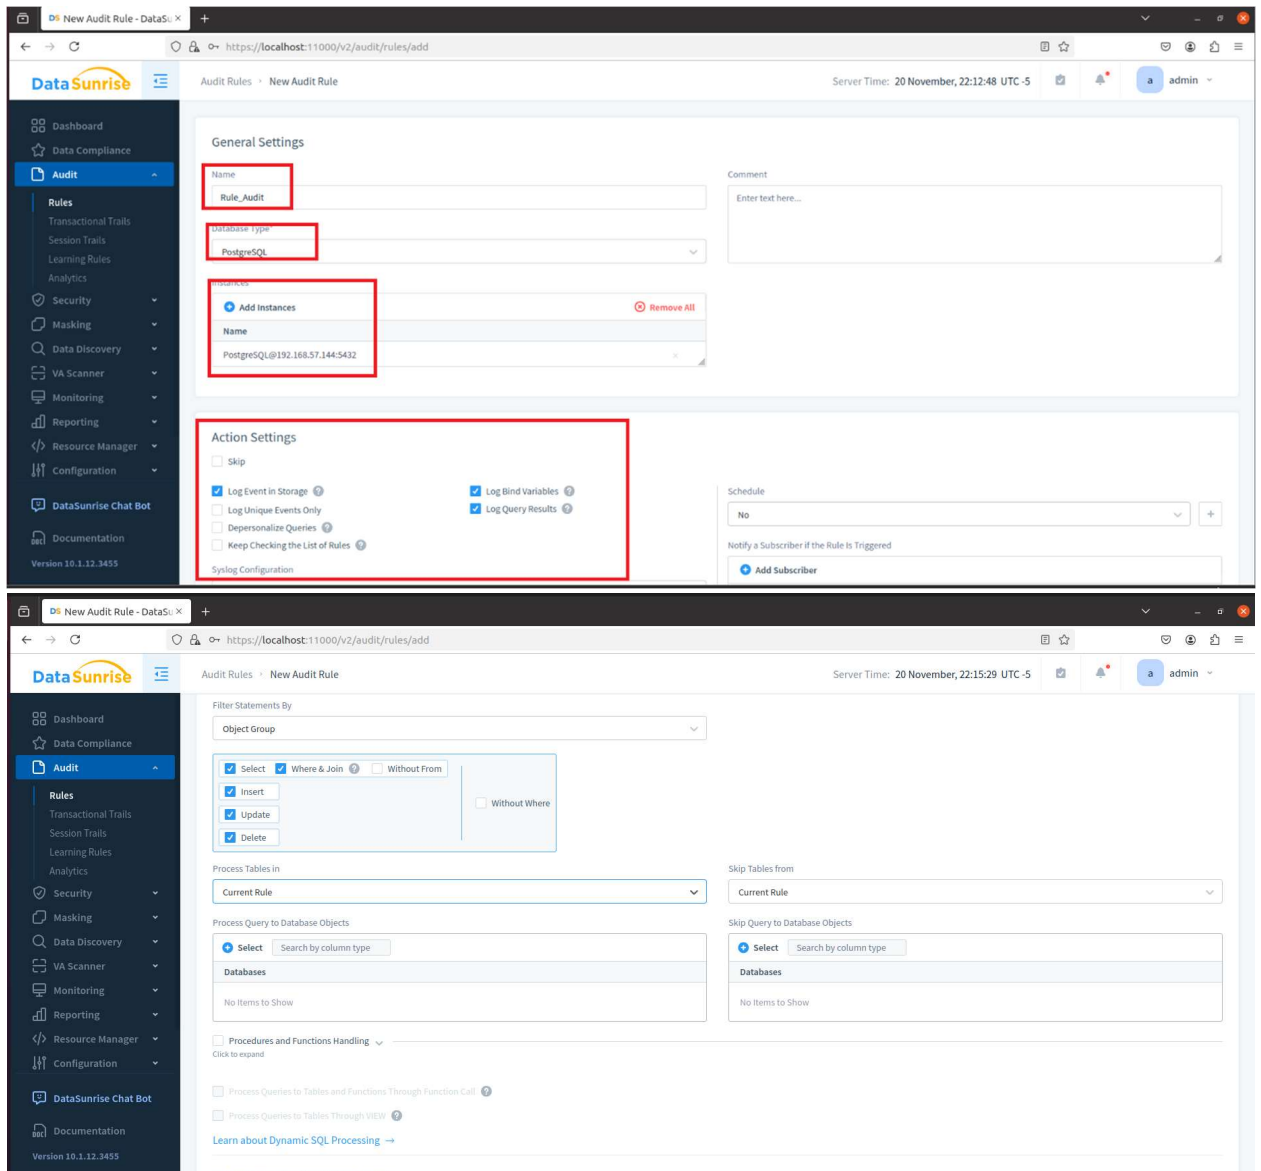 DS New Audit Rule - DataSu ×
+
https://localhost:11000/v2/audit/rules/add
DataSunrise
Audit Rules › New Audit Rule
Server Time: 20 November, 22:12:48 UTC -5
a admin
Dashboard
Data Compliance
Audit
Rules
Transactional Trails
Session Trails
Learning Rules
Analytics
Security
Masking
Data Discovery
VA Scanner
Monitoring
Reporting
Resource Manager
Configuration
DataSunrise Chat Bot
Documentation
Version 10.1.12.3455
General Settings
Name
Rule_Audit
Database Type*
PostgreSQL
Instances
Add Instances
Remove All
Name
PostgreSQL@192.168.57.144:5432
Comment
Enter text here...
Action Settings
Skip
Log Event in Storage
Log Unique Events Only
Depersonalize Queries
Keep Checking the List of Rules
Log Bind Variables
Log Query Results
Syslog Configuration
Schedule
No
Notify a Subscriber if the Rule Is Triggered
Add Subscriber
DS New Audit Rule - DataSu ×
+
https://localhost:11000/v2/audit/rules/add
DataSunrise
Audit Rules › New Audit Rule
Server Time: 20 November, 22:15:29 UTC -5
a admin
Dashboard
Data Compliance
Audit
Rules
Transactional Trails
Session Trails
Learning Rules
Analytics
Security
Masking
Data Discovery
VA Scanner
Monitoring
Reporting
Resource Manager
Configuration
DataSunrise Chat Bot
Documentation
Version 10.1.12.3455
Filter Statements By
Object Group
Select Where & Join Without From
Insert
Update
Delete
Without Where
Process Tables in
Current Rule
Skip Tables from
Current Rule
Process Query to Database Objects
Select Search by column type
Databases
No Items to Show
Skip Query to Database Objects
Select Search by column type
Databases
No Items to Show
Procedures and Functions Handling
Click to expand
Process Queries to Tables and Functions Through Function Call
Process Queries to Tables Through VIEW
Learn about Dynamic SQL Processing →